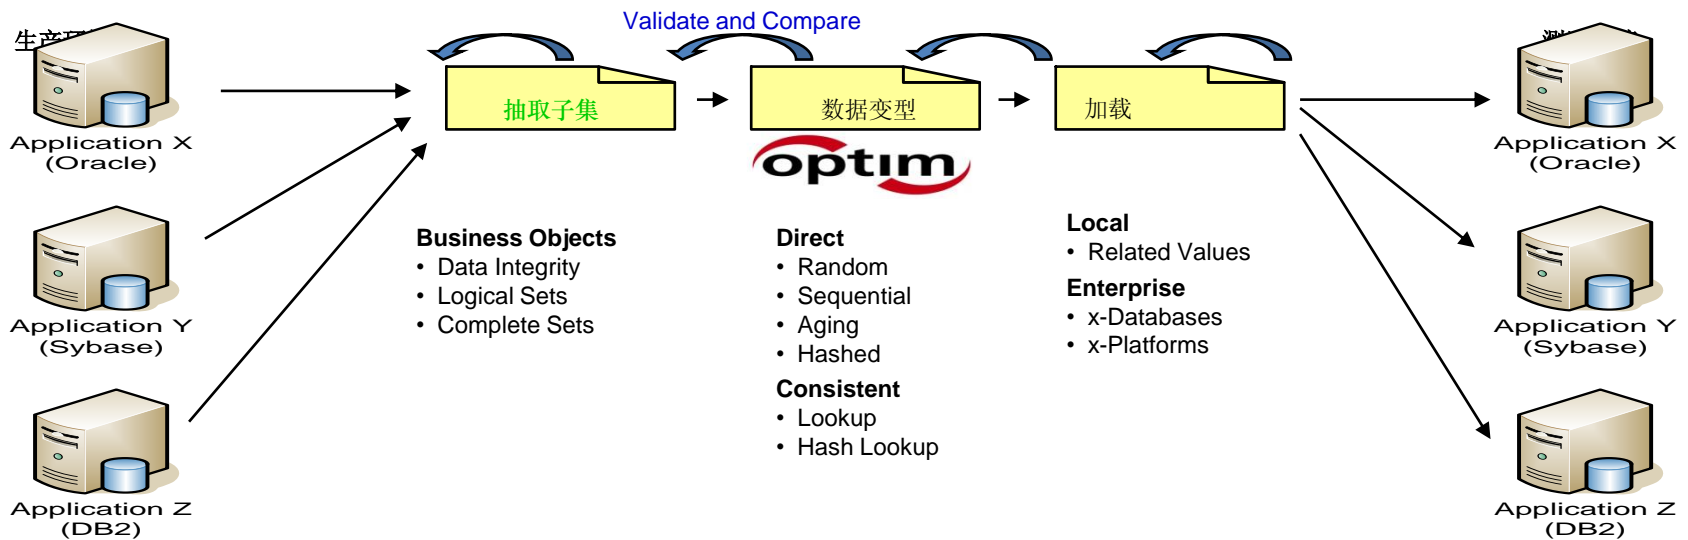 Validate and Compare
生产
抽取子集
数据变型
加载
optim
Application X
(Oracle)
Application Y
(Sybase)
Application Z
(DB2)
Business Objects
• Data Integrity
• Logical Sets
• Complete Sets
Direct
• Random
• Sequential
• Aging
• Hashed
Consistent
• Lookup
• Hash Lookup
Local
• Related Values
Enterprise
• x-Databases
• x-Platforms
Application X
(Oracle)
Application Y
(Sybase)
Application Z
(DB2)